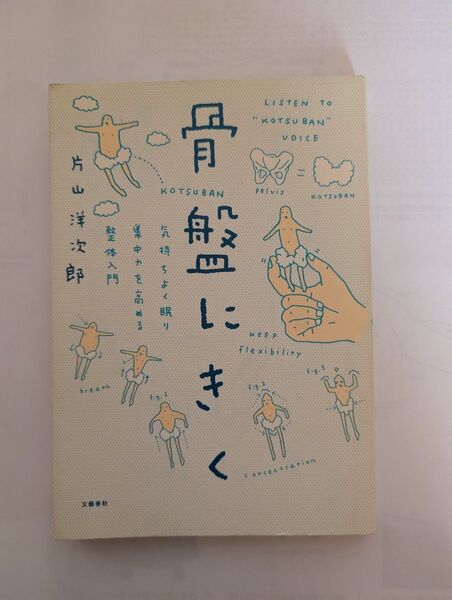 骨盤にきく
片山洋次郎
気持ちよく眠り
集中力を高める
整体入門
LISTEN TO
"KOTSUBAN"
VOICE
pelvis
=
KOTSUBAN
KOTSUBAN
KEEP
flexibility
breath
fig.1
fig.2
fig.3
concentration
文藝春秋